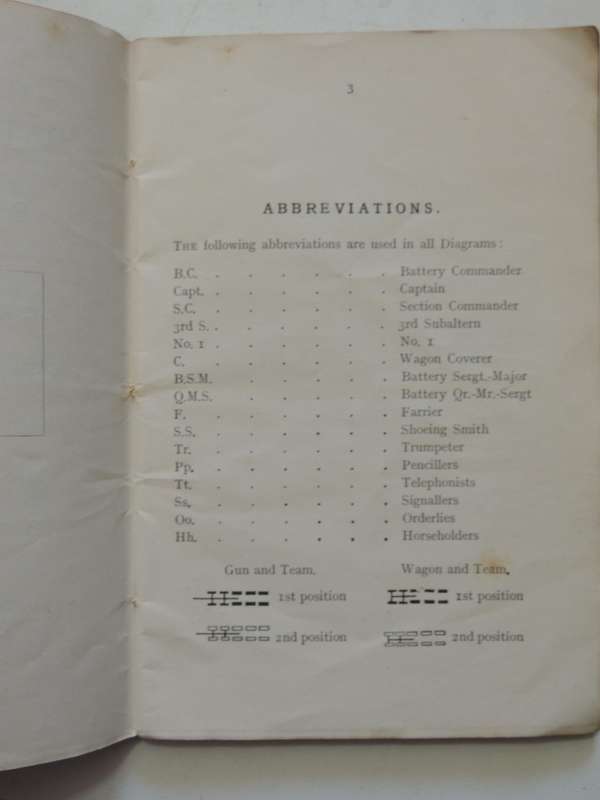 3
ABBREVIATIONS.
THE following abbreviations are used in all Diagrams:
B.C. . . . . . . Battery Commander
Capt. . . . . . . Captain
S.C. . . . . . . Section Commander
3rd S. . . . . . . 3rd Subaltern
No. 1 . . . . . . No. 1
C. . . . . . . Wagon Coverer
B.S.M. . . . . . Battery Sergt.-Major
Q.M.S. . . . . . Battery Qr.-Mr.-Sergt
F. . . . . . . Farrier
S.S. . . . . . . Shoeing Smith
Tr. . . . . . . Trumpeter
Pp. . . . . . . Pencillers
Tt. . . . . . . Telephonists
Ss. . . . . . . Signallers
Oo. . . . . . . Orderlies
Hh. . . . . . . Horseholders
Gun and Team. Wagon and Team.
1st position 1st position
2nd position 2nd position